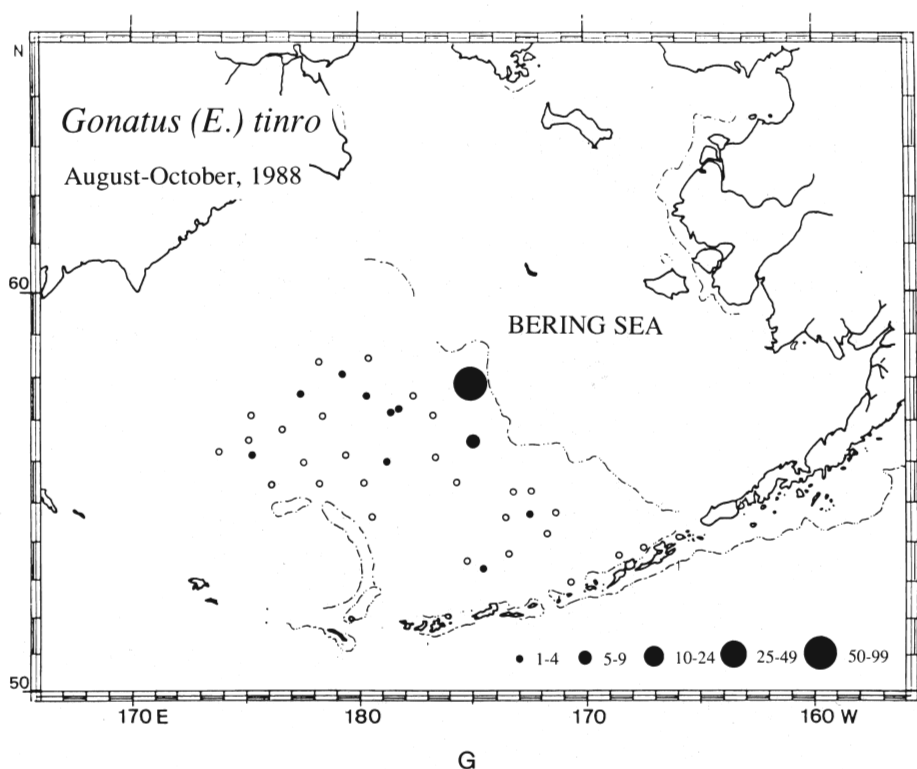 N
Gonatus (E.) tinro
August-October, 1988
60
BERING SEA
1-4 5-9 10-24 25-49 50-99
50
170 E 180 170 160 W
G